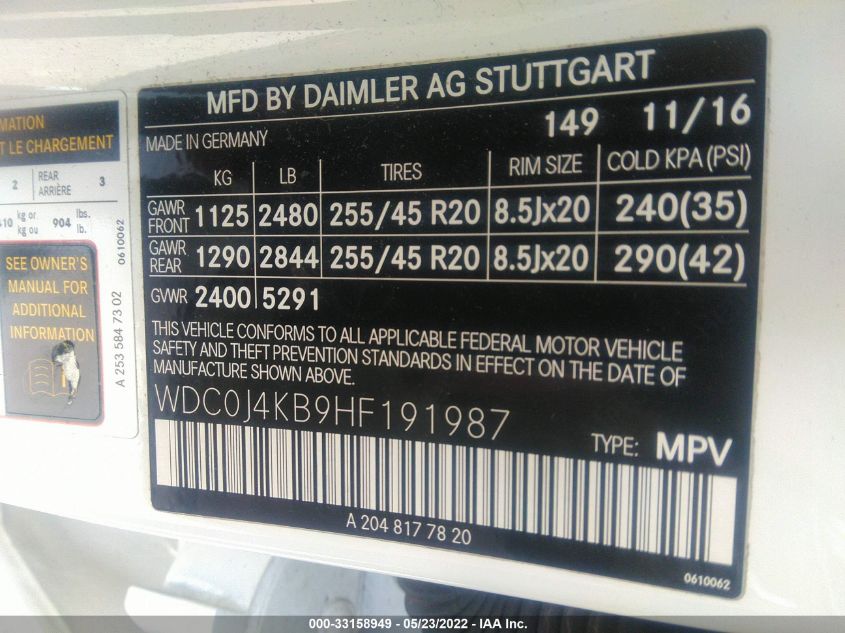 MFD BY DAIMLER AG STUTTGART
MADE IN GERMANY 149 11/16
KG LB TIRES RIM SIZE COLD KPA (PSI)
GAWR FRONT 1125 2480 255/45 R20 8.5Jx20 240(35)
GAWR REAR 1290 2844 255/45 R20 8.5Jx20 290(42)
GVWR 2400 5291
THIS VEHICLE CONFORMS TO ALL APPLICABLE FEDERAL MOTOR VEHICLE
SAFETY AND THEFT PREVENTION STANDARDS IN EFFECT ON THE DATE OF
MANUFACTURE SHOWN ABOVE.
WDC0J4KB9HF191987
TYPE: MPV
A 204 817 78 20
0610062
LE CHARGEMENT
2 REAR ARRIÈRE 3
kg or kg ou 904 lbs. lb.
0610062
SEE OWNER'S
MANUAL FOR
ADDITIONAL
INFORMATION
A 253 584 73 02
000-33158949 - 05/23/2022 - IAA Inc.